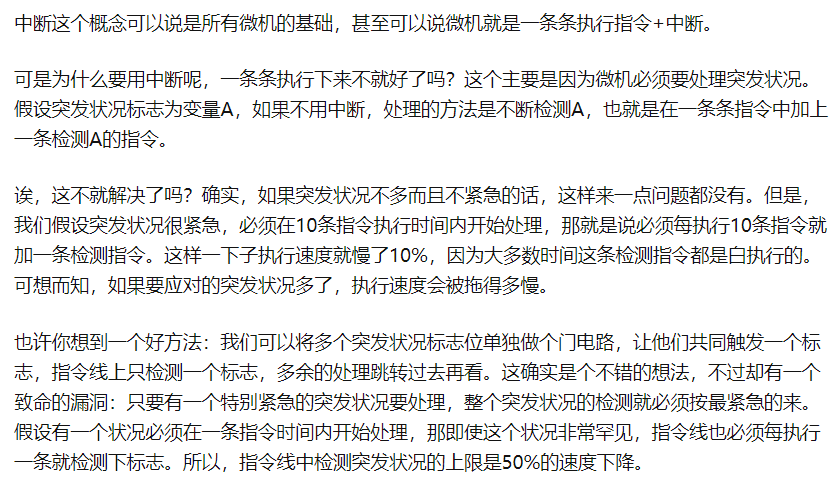 中断这个概念可以说是所有微机的基础，甚至可以说微机就是一条条执行指令+中断。
可是为什么要用中断呢，一条条执行下来不就好了吗？这个主要是因为微机必须要处理突发状况。
假设突发状况标志为变量A，如果不用中断，处理的方法是不断检测A，也就是在一条条指令中加上
一条检测A的指令。
诶，这不就解决了吗？确实，如果突发状况不多而且不紧急的话，这样来一点问题都没有。但是，
我们假设突发状况很紧急，必须在10条指令执行时间内开始处理，那就是说必须每执行10条指令就
加一条检测指令。这样一下子执行速度就慢了10%，因为大多数时间这条检测指令都是白执行的。
可想而知，如果要应对的突发状况多了，执行速度会被拖得多慢。
也许你想到一个好方法：我们可以将多个突发状况标志位单独做个门电路，让他们共同触发一个标
志，指令线上只检测一个标志，多余的处理跳转过去再看。这确实是个不错的想法，不过却有一个
致命的漏洞：只要有一个特别紧急的突发状况要处理，整个突发状况的检测就必须按最紧急的来。
假设有一个状况必须在一条指令时间内开始处理，那即使这个状况非常罕见，指令线也必须每执行
一条就检测下标志。所以，指令线中检测突发状况的上限是50%的速度下降。